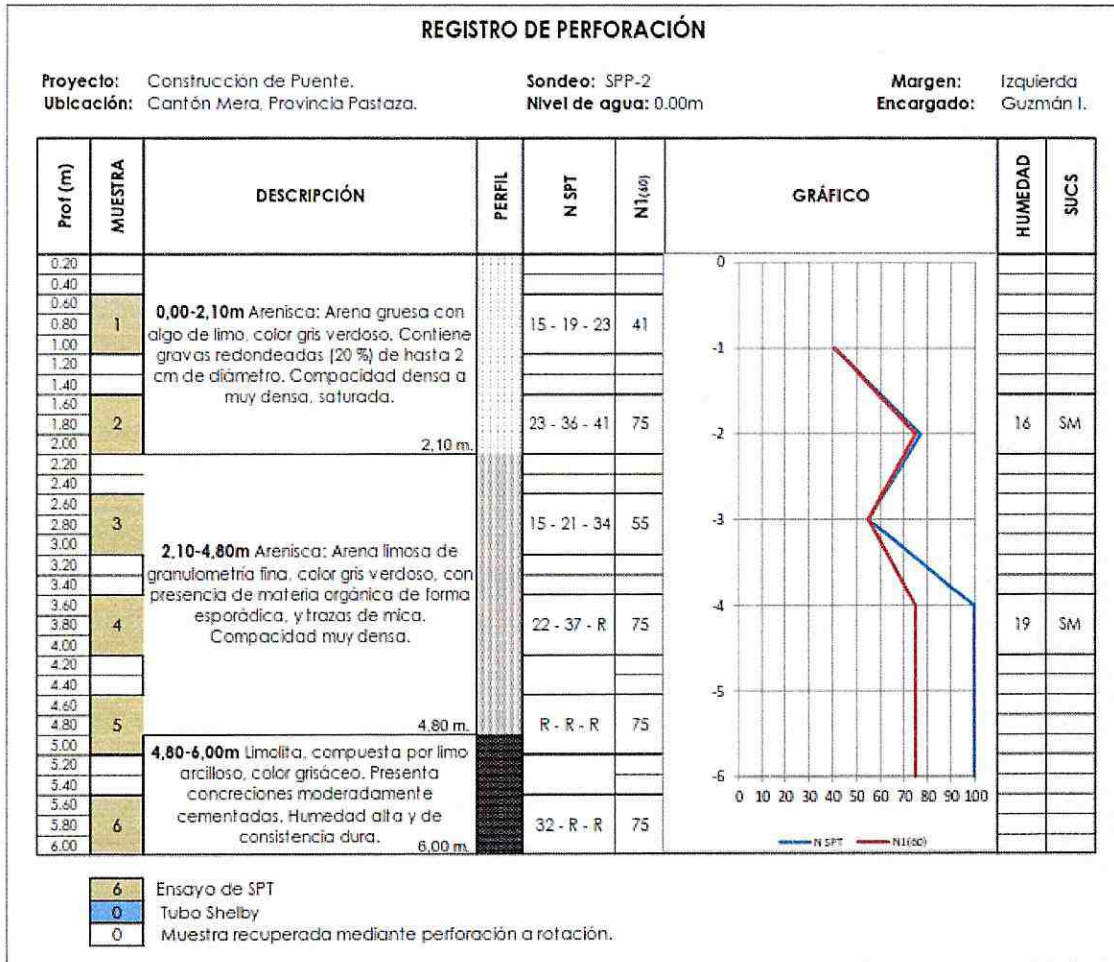 REGISTRO DE PERFORACIÓN
Proyecto: Construcción de Puente. Sondeo: SPP-2 Margen: Izquierda
Ubicación: Cantón Mera, Provincia Pastaza. Nivel de agua: 0.00m Encargado: Guzmán I.
Prof (m) MUESTRA DESCRIPCIÓN PERFIL N SPT N1(60) GRÁFICO HUMEDAD SUCS
0.20
0.40
0.60
0.80
1.00
1.20
1.40
1.60
1.80
2.00
2.20
2.40
2.60
2.80
3.00
3.20
3.40
3.60
3.80
4.00
4.20
4.40
4.60
4.80
5.00
5.20
5.40
5.60
5.80
6.00
1
2
3
4
5
6
0,00-2,10m Arenisca: Arena gruesa con
algo de limo, color gris verdoso. Contiene
gravas redondeadas (20 %) de hasta 2
cm de diámetro. Compacidad densa a
muy densa, saturada.
2,10 m.
2,10-4,80m Arenisca: Arena limosa de
granulometría fina, color gris verdoso, con
presencia de materia orgánica de forma
esporádica, y trazas de mica.
Compacidad muy densa.
4,80 m.
4,80-6,00m Limolita, compuesta por limo
arcilloso, color grisáceo. Presenta
concreciones moderadamente
cementadas. Humedad alta y de
consistencia dura.
6,00 m.
15 - 19 - 23 41
23 - 36 - 41 75
15 - 21 - 34 55
22 - 37 - R 75
R - R - R 75
32 - R - R 75
0
-1
-2
-3
-4
-5
-6
0 10 20 30 40 50 60 70 80 90 100
N SPT N1(60)
16 SM
19 SM
6 Ensayo de SPT
0 Tubo Shelby
0 Muestra recuperada mediante perforación a rotación.